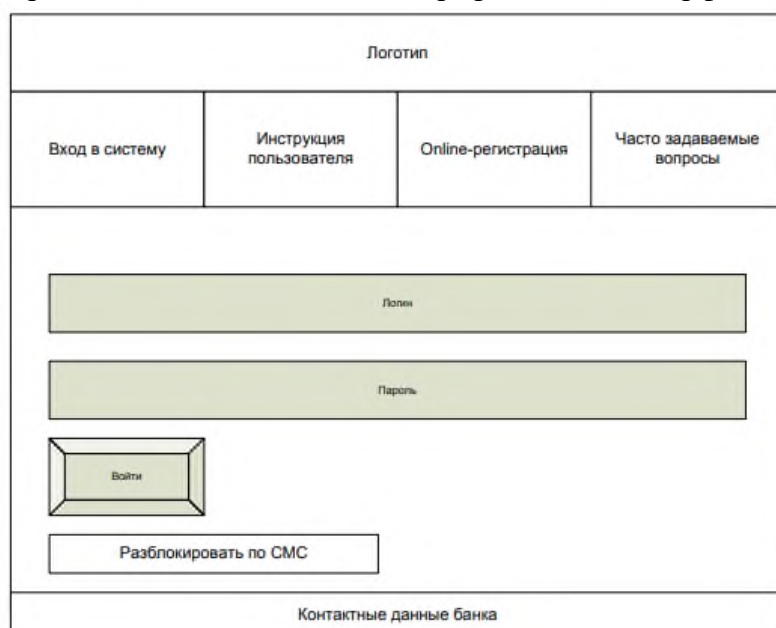 Логотип
Вход в систему
Инструкция
пользователя
Online-регистрация
Часто задаваемые
вопросы
Логин
Пароль
Войти
Разблокировать по СМС
Контактные данные банка